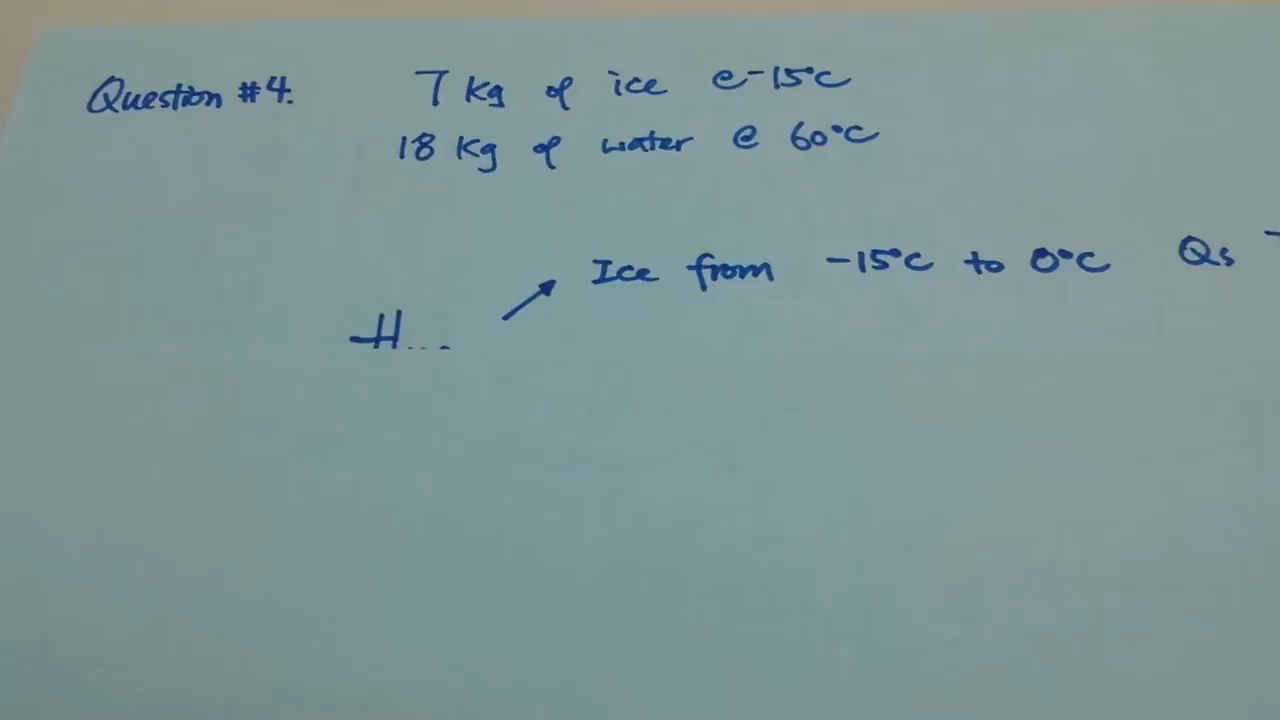 Question #4. 7 kg of ice @ -15°C
18 kg of water @ 60°C
Ice from -15°C to 0°C Qs
H...